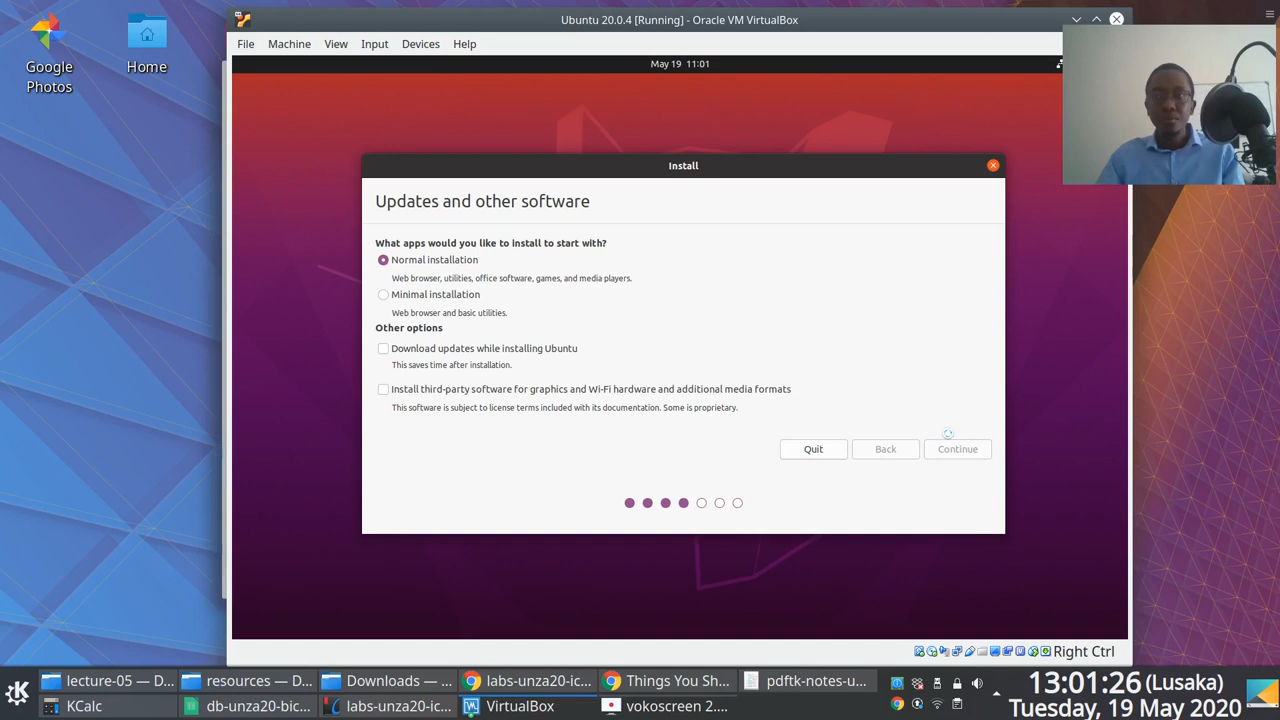 Google Photos
Home
Ubuntu 20.0.4 [Running] - Oracle VM VirtualBox
File Machine View Input Devices Help
May 19 11:01
Install
Updates and other software
What apps would you like to install to start with?
Normal installation
Web browser, utilities, office software, games, and media players.
Minimal installation
Web browser and basic utilities.
Other options
Download updates while installing Ubuntu
This saves time after installation.
Install third-party software for graphics and Wi-Fi hardware and additional media formats
This software is subject to license terms included with its documentation. Some is proprietary.
Quit Back Continue
Right Ctrl
lecture-05 — D... resources — D... Downloads — ... labs-unza20-ic... Things You Sh... pdftk-notes-u...
KCalc db-unza20-bic... labs-unza20-ic... VirtualBox vokoscreen 2....
13:01:26 (Lusaka)
Tuesday, 19 May 2020